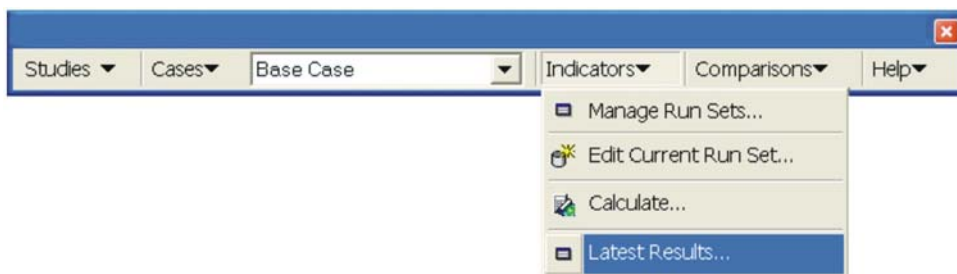 Studies Cases Base Case Indicators Comparisons Help
Manage Run Sets...
Edit Current Run Set...
Calculate...
Latest Results...